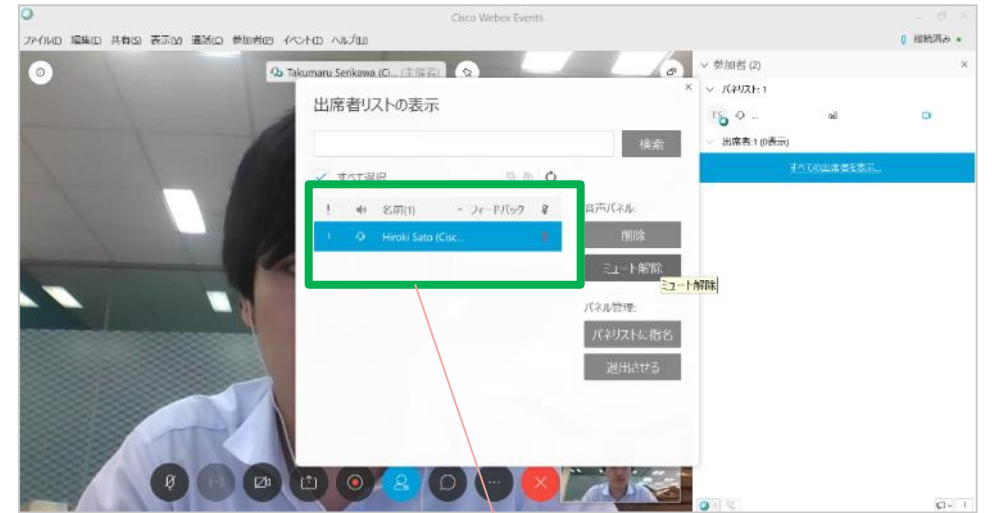 Cisco Webex Events
ファイル(F) 編集(E) 共有(S) 表示(V) 通話(C) 参加者(P) イベント(E) ヘルプ(H)
接続済み
Takumaru Serikawa (Ci... (主催者)
参加者 (2)
パネリスト: 1
TS
出席者:1 (0表示)
すべての出席者を表示...
出席者リストの表示
検索
すべて選択
名前(1)
フィードバック
Hiroki Sato (Cisc...
音声パネル:
削除
ミュート解除
ミュート解除
パネル管理:
パネリストに指名
退出させる